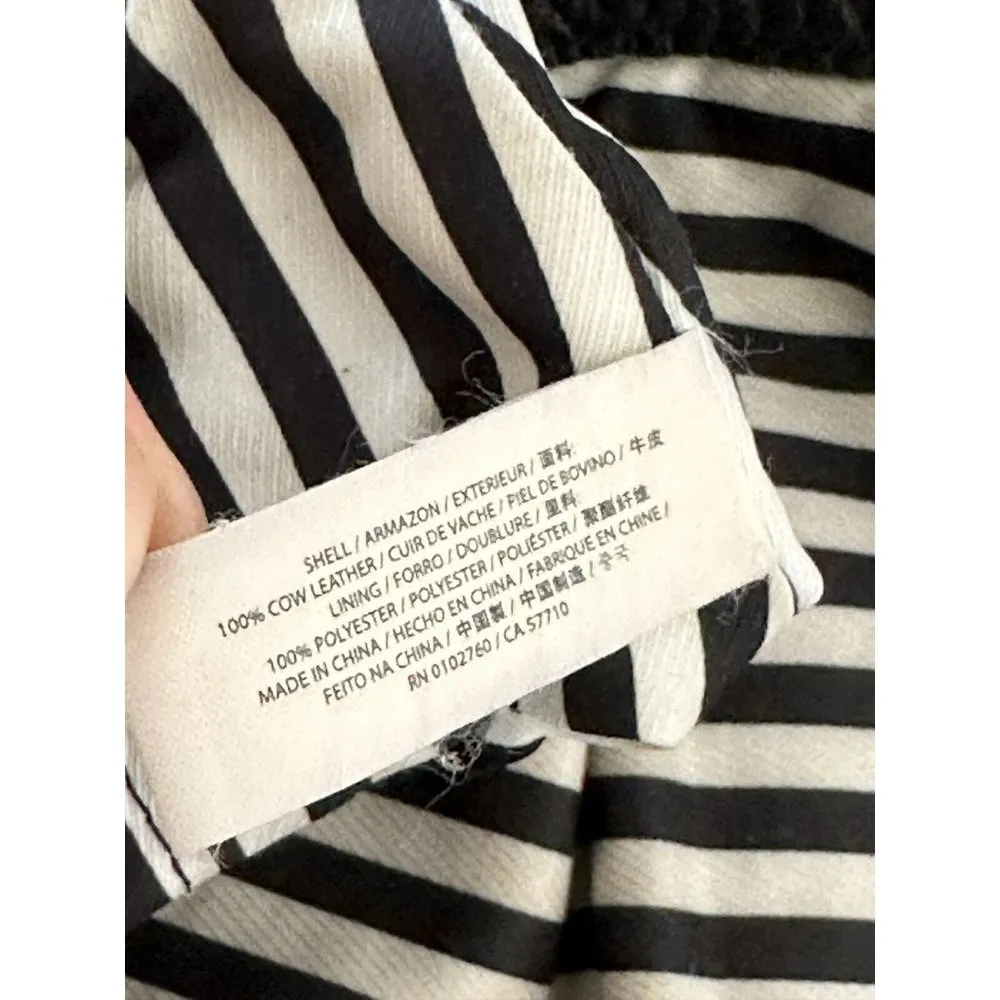 SHELL / ARMAZON / EXTERIEUR / 面料:
100% COW LEATHER / CUIR DE VACHE / PIEL DE BOVINO / 牛皮
LINING / FORRO / DOUBLURE / 里料:
100% POLYESTER / POLYESTER / POLIÉSTER / 聚酯纤维
MADE IN CHINA / HECHO EN CHINA / FABRIQUE EN CHINE /
FEITO NA CHINA / 中国製 / 中国制造 / 中国
RN 0102760 / CA 57710